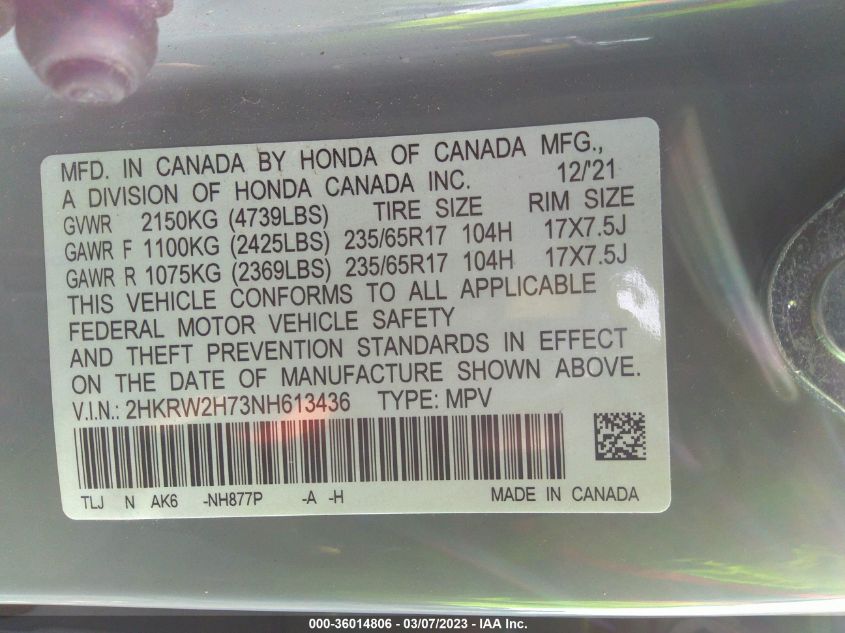 MFD. IN CANADA BY HONDA OF CANADA MFG.,
A DIVISION OF HONDA CANADA INC. 12/'21
GVWR 2150KG (4739LBS) TIRE SIZE RIM SIZE
GAWR F 1100KG (2425LBS) 235/65R17 104H 17X7.5J
GAWR R 1075KG (2369LBS) 235/65R17 104H 17X7.5J
THIS VEHICLE CONFORMS TO ALL APPLICABLE
FEDERAL MOTOR VEHICLE SAFETY
AND THEFT PREVENTION STANDARDS IN EFFECT
ON THE DATE OF MANUFACTURE SHOWN ABOVE.
V.I.N.: 2HKRW2H73NH613436 TYPE: MPV
TLJ N AK6 -NH877P -A -H MADE IN CANADA
000-36014806 - 03/07/2023 - IAA Inc.